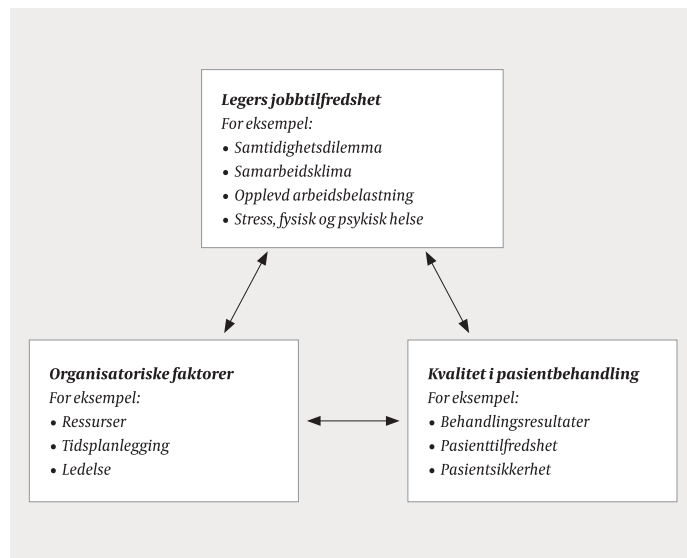 Legers jobbtilfredshet
For eksempel:
• Samtidighetsdilemma
• Samarbeidsklima
• Opplevd arbeidsbelastning
• Stress, fysisk og psykisk helse
Organisatoriske faktorer
For eksempel:
• Ressurser
• Tidsplanlegging
• Ledelse
Kvalitet i pasientbehandling
For eksempel:
• Behandlingsresultater
• Pasienttilfredshet
• Pasientsikkerhet